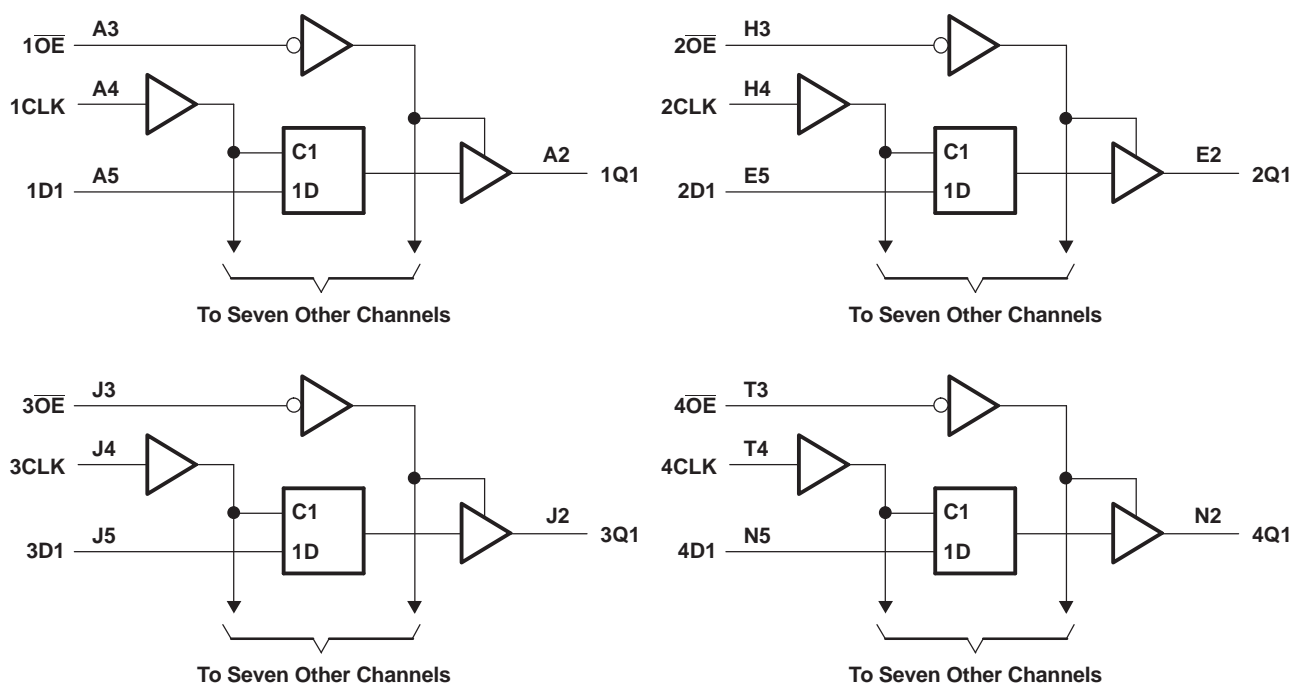 1OE A3
1CLK A4
1D1 A5
C1
1D
A2 1Q1
To Seven Other Channels
2OE H3
2CLK H4
2D1 E5
C1
1D
E2 2Q1
To Seven Other Channels
3OE J3
3CLK J4
3D1 J5
C1
1D
J2 3Q1
To Seven Other Channels
4OE T3
4CLK T4
4D1 N5
C1
1D
N2 4Q1
To Seven Other Channels